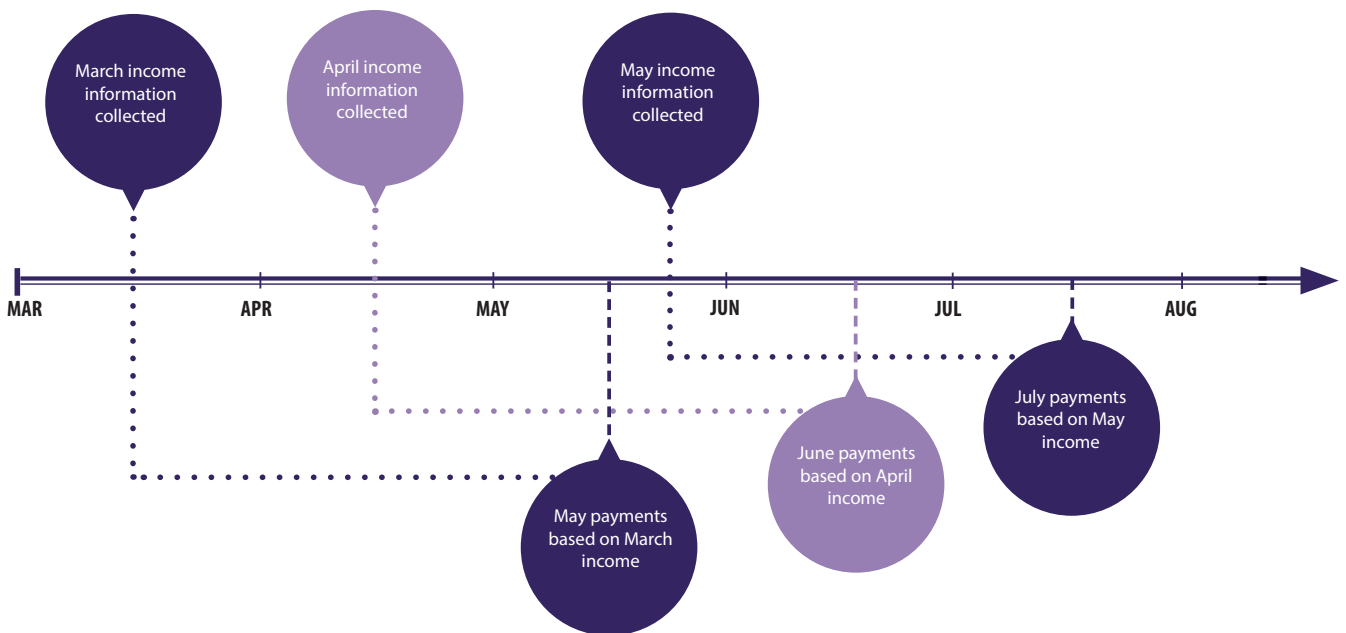 March income
information
collected
April income
information
collected
May income
information
collected
MAR
APR
MAY
JUN
JUL
AUG
May payments
based on March
income
June payments
based on April
income
July payments
based on May
income